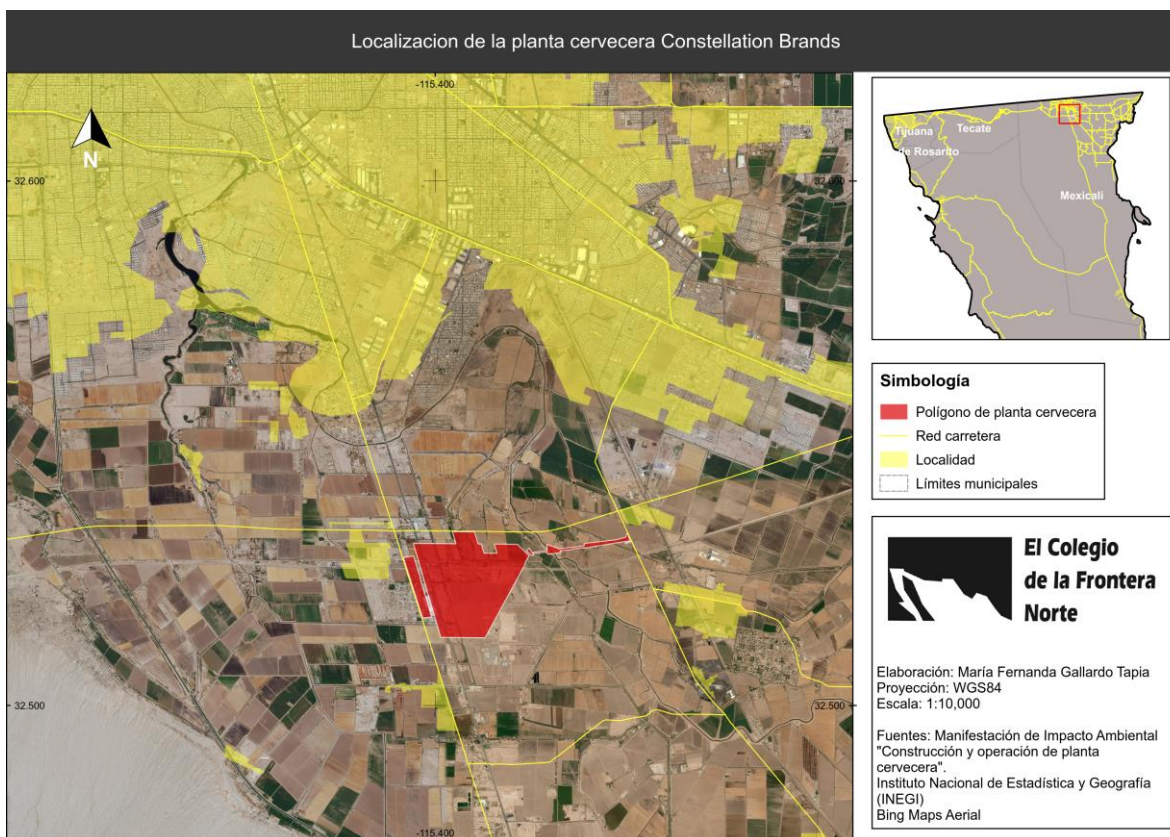 Localizacion de la planta cervecera Constellation Brands
-115.400
N
32.600
32.600
32.500
32.500
-115.400
Tijuana
Tecate
de Rosarito
Mexicali
Simbología
Polígono de planta cervecera
Red carretera
Localidad
Límites municipales
El Colegio
de la Frontera
Norte
Elaboración: María Fernanda Gallardo Tapia
Proyección: WGS84
Escala: 1:10,000
Fuentes: Manifestación de Impacto Ambiental
"Construcción y operación de planta
cervecera".
Instituto Nacional de Estadística y Geografía
(INEGI)
Bing Maps Aerial